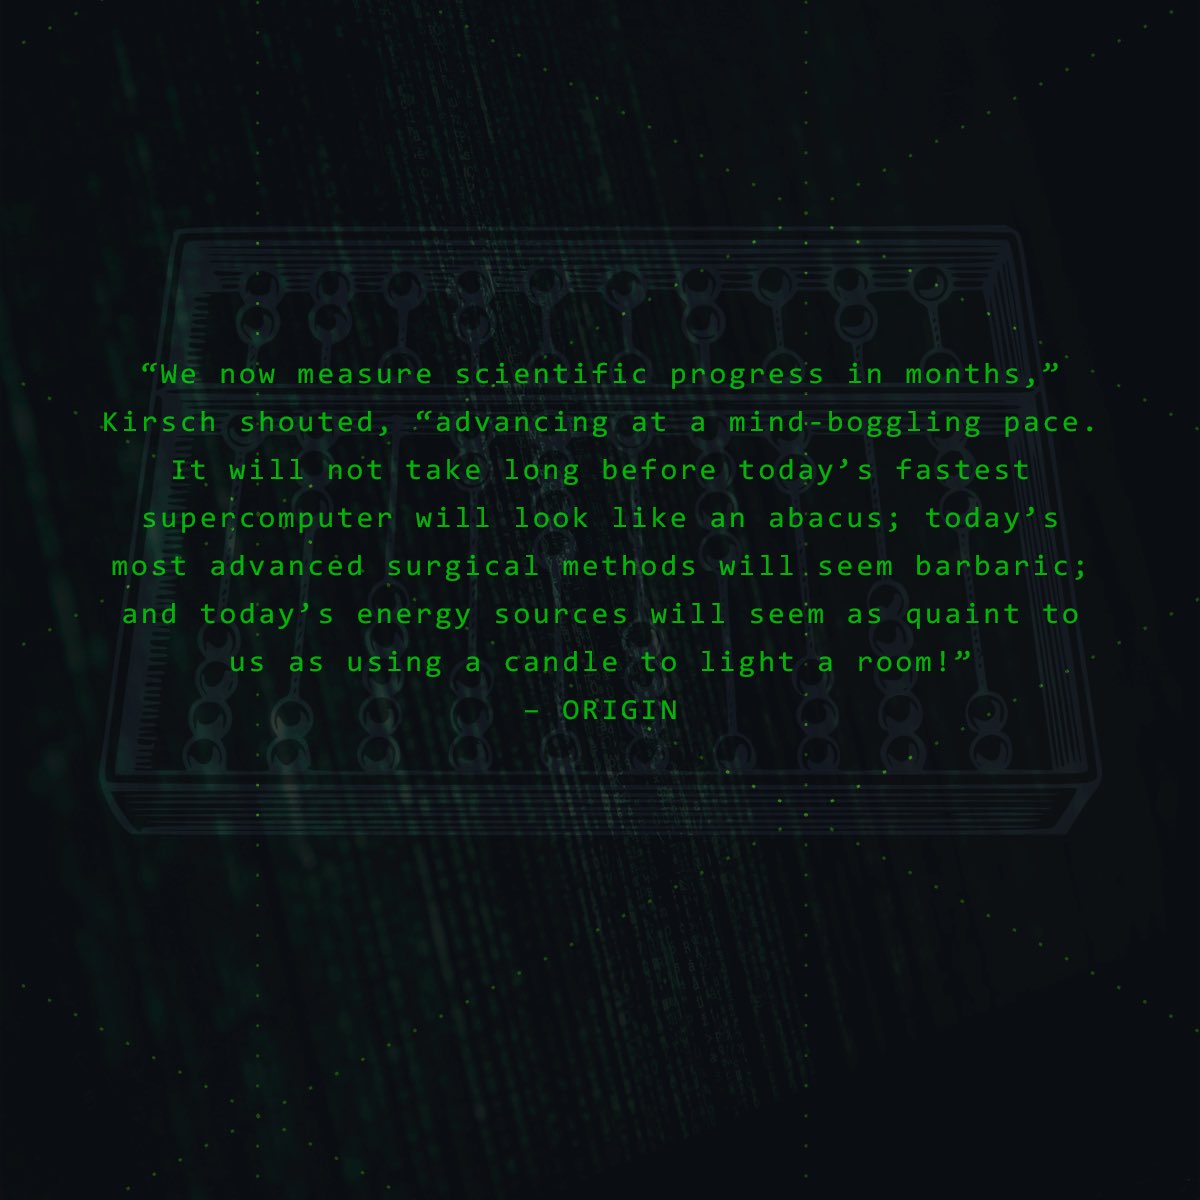 “We now measure scientific progress in months,”
Kirsch shouted, “advancing at a mind-boggling pace.
It will not take long before today’s fastest
supercomputer will look like an abacus; today’s
most advanced surgical methods will seem barbaric;
and today’s energy sources will seem as quaint to
us as using a candle to light a room!”
– ORIGIN